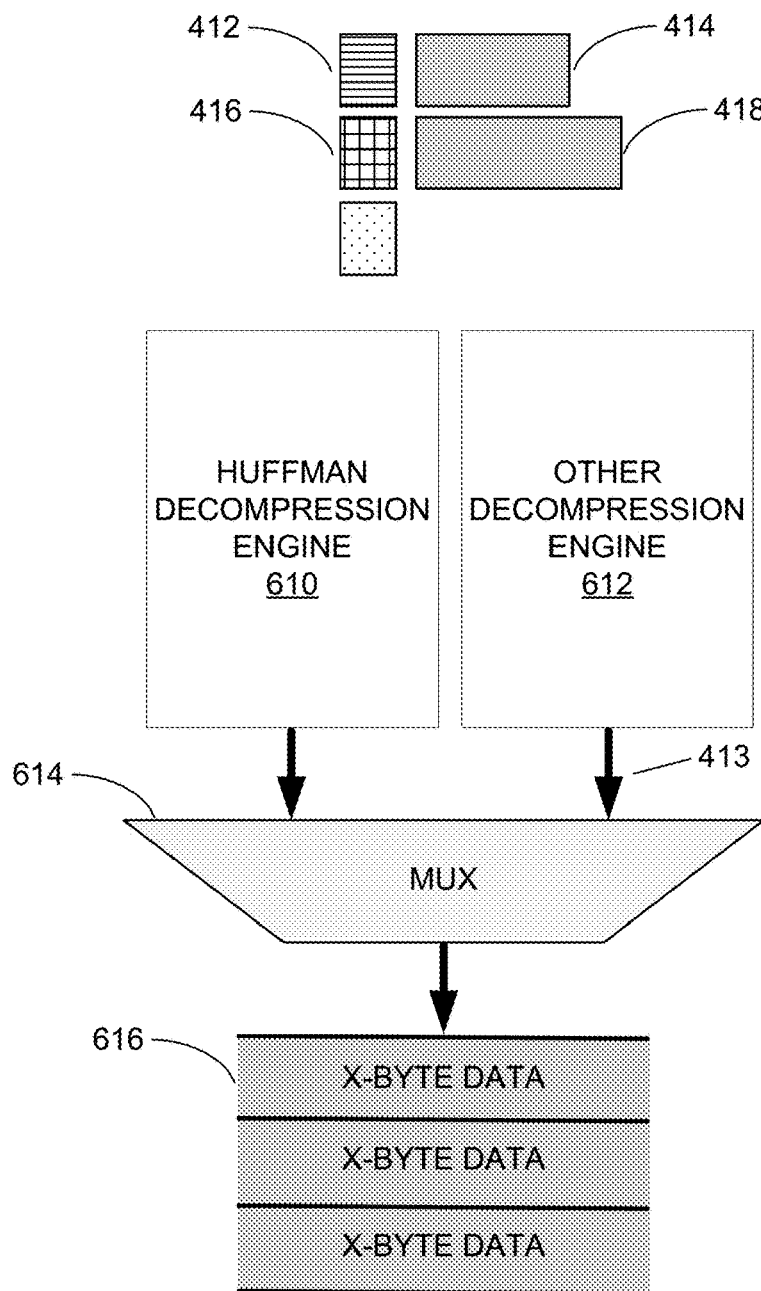 412
414
416
418
HUFFMAN
DECOMPRESSION
ENGINE
610
OTHER
DECOMPRESSION
ENGINE
612
413
614
MUX
616
X-BYTE DATA
X-BYTE DATA
X-BYTE DATA